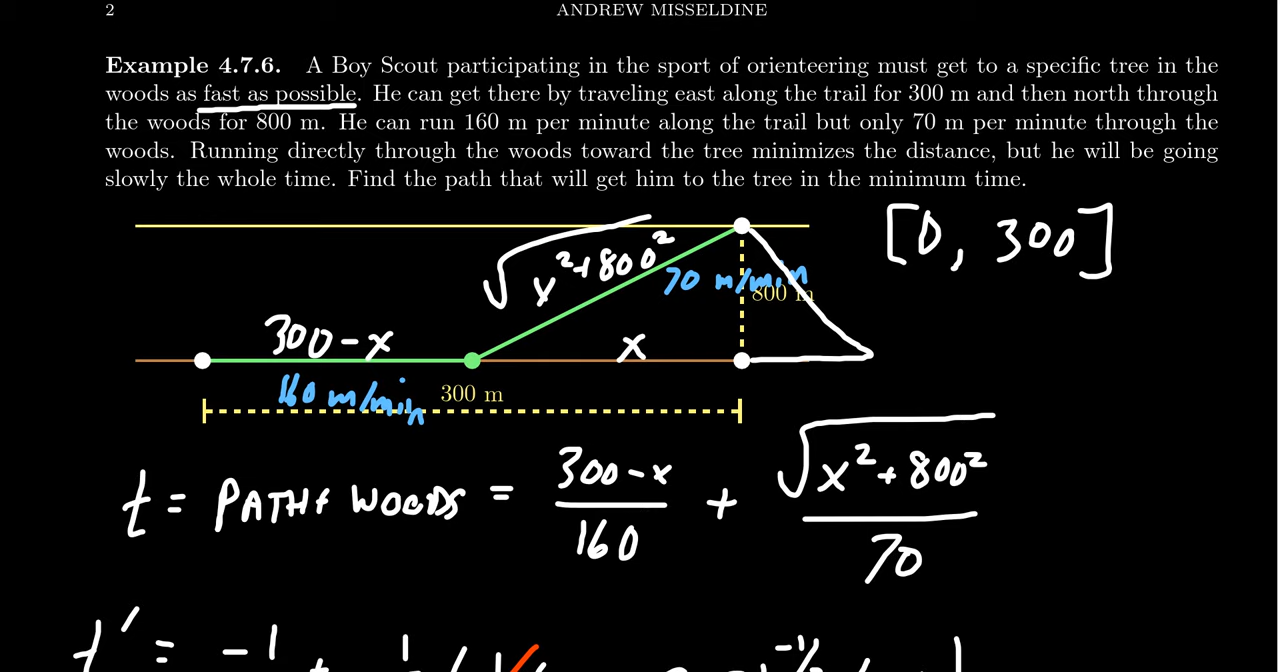 2 ANDREW MISSELDINE
Example 4.7.6. A Boy Scout participating in the sport of orienteering must get to a specific tree in the
woods as fast as possible. He can get there by traveling east along the trail for 300 m and then north through
the woods for 800 m. He can run 160 m per minute along the trail but only 70 m per minute through the
woods. Running directly through the woods toward the tree minimizes the distance, but he will be going
slowly the whole time. Find the path that will get him to the tree in the minimum time.
[0, 300]
√x²+800²
70 m/min
800 m
300-x
x
160 m/min
300 m
t = PATH + WOODS = 300-x/160 + √x²+800²/70
t' = -1 + 1